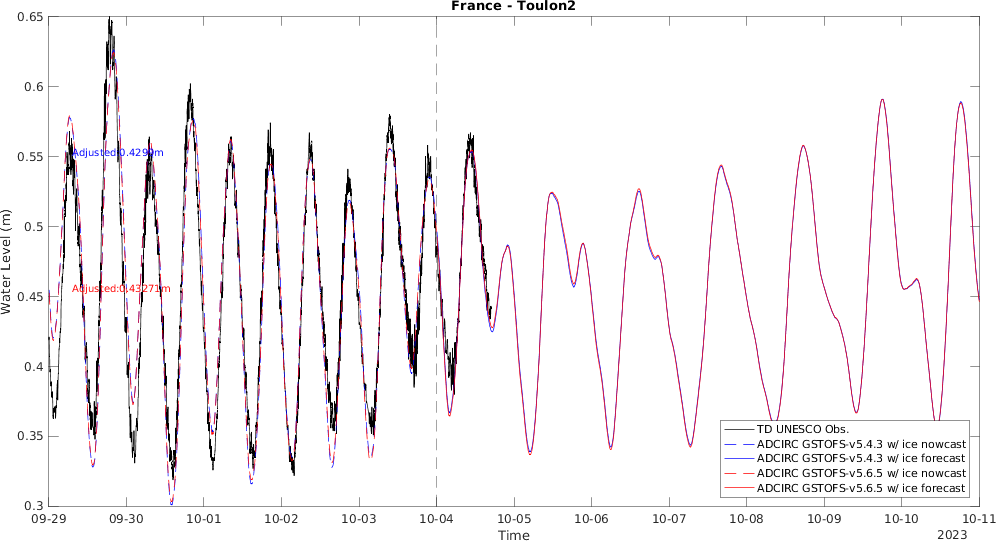 France - Toulon2
Water Level (m)
0.65
0.6
0.55
0.5
0.45
0.4
0.35
0.3
Adjusted:0.4290m
Adjusted:0.43271m
TD UNESCO Obs.
ADCIRC GSTOFS-v5.4.3 w/ ice nowcast
ADCIRC GSTOFS-v5.4.3 w/ ice forecast
ADCIRC GSTOFS-v5.6.5 w/ ice nowcast
ADCIRC GSTOFS-v5.6.5 w/ ice forecast
09-29 09-30 10-01 10-02 10-03 10-04 10-05 10-06 10-07 10-08 10-09 10-10 10-11
Time
2023